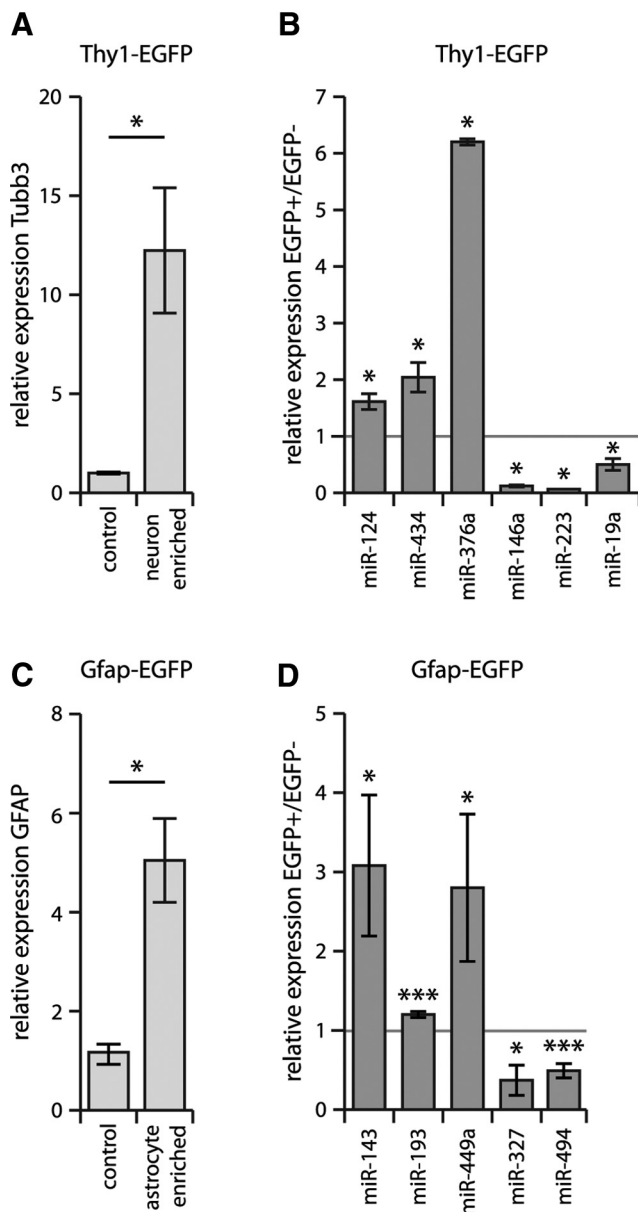 A
Thy1-EGFP
relative expression Tubb3
20
15
10
5
0
*
control
neuron
enriched
B
Thy1-EGFP
relative expression EGFP+/EGFP-
7
6
5
4
3
2
1
0
*
*
*
*
*
*
miR-124
miR-434
miR-376a
miR-146a
miR-223
miR-19a
C
Gfap-EGFP
relative expression GFAP
8
6
4
2
0
*
control
astrocyte
enriched
D
Gfap-EGFP
relative expression EGFP+/EGFP-
5
4
3
2
1
0
*
***
*
*
***
miR-143
miR-193
miR-449a
miR-327
miR-494